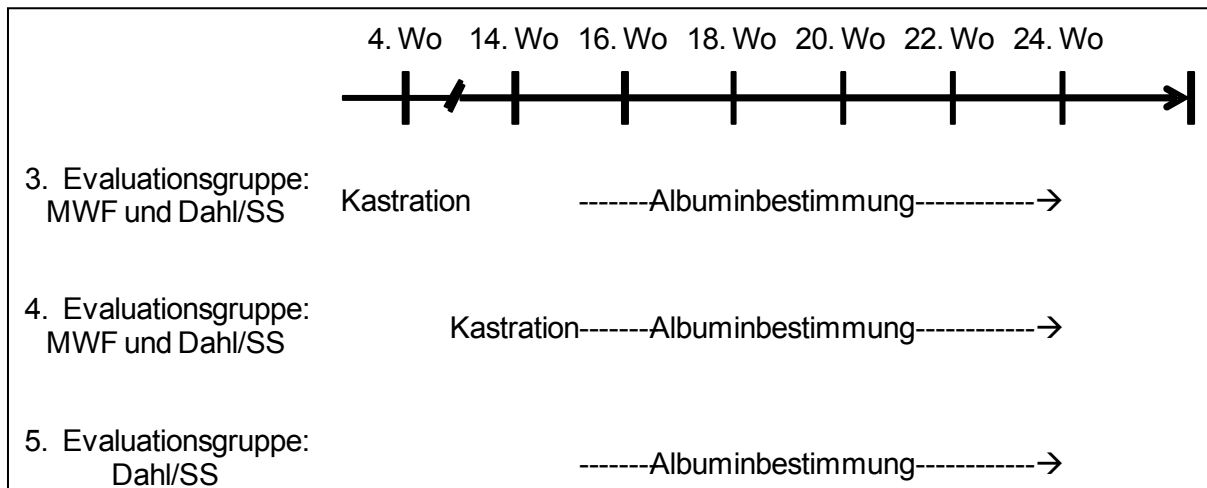 4. Wo 14. Wo 16. Wo 18. Wo 20. Wo 22. Wo 24. Wo
3. Evaluationsgruppe:
MWF und Dahl/SS
Kastration -------Albuminbestimmung------------→
4. Evaluationsgruppe:
MWF und Dahl/SS
Kastration-------Albuminbestimmung------------→
5. Evaluationsgruppe:
Dahl/SS
-------Albuminbestimmung------------→